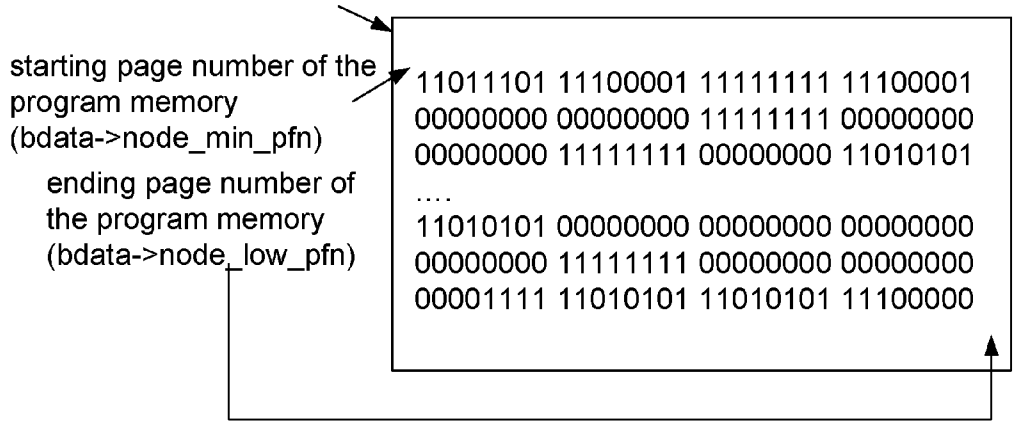 starting page number of the
program memory
(bdata->node_min_pfn)
ending page number of
the program memory
(bdata->node_low_pfn)
11011101 11100001 11111111 11100001
00000000 00000000 11111111 00000000
00000000 11111111 00000000 11010101
....
11010101 00000000 00000000 00000000
00000000 11111111 00000000 00000000
00001111 11010101 11010101 11100000